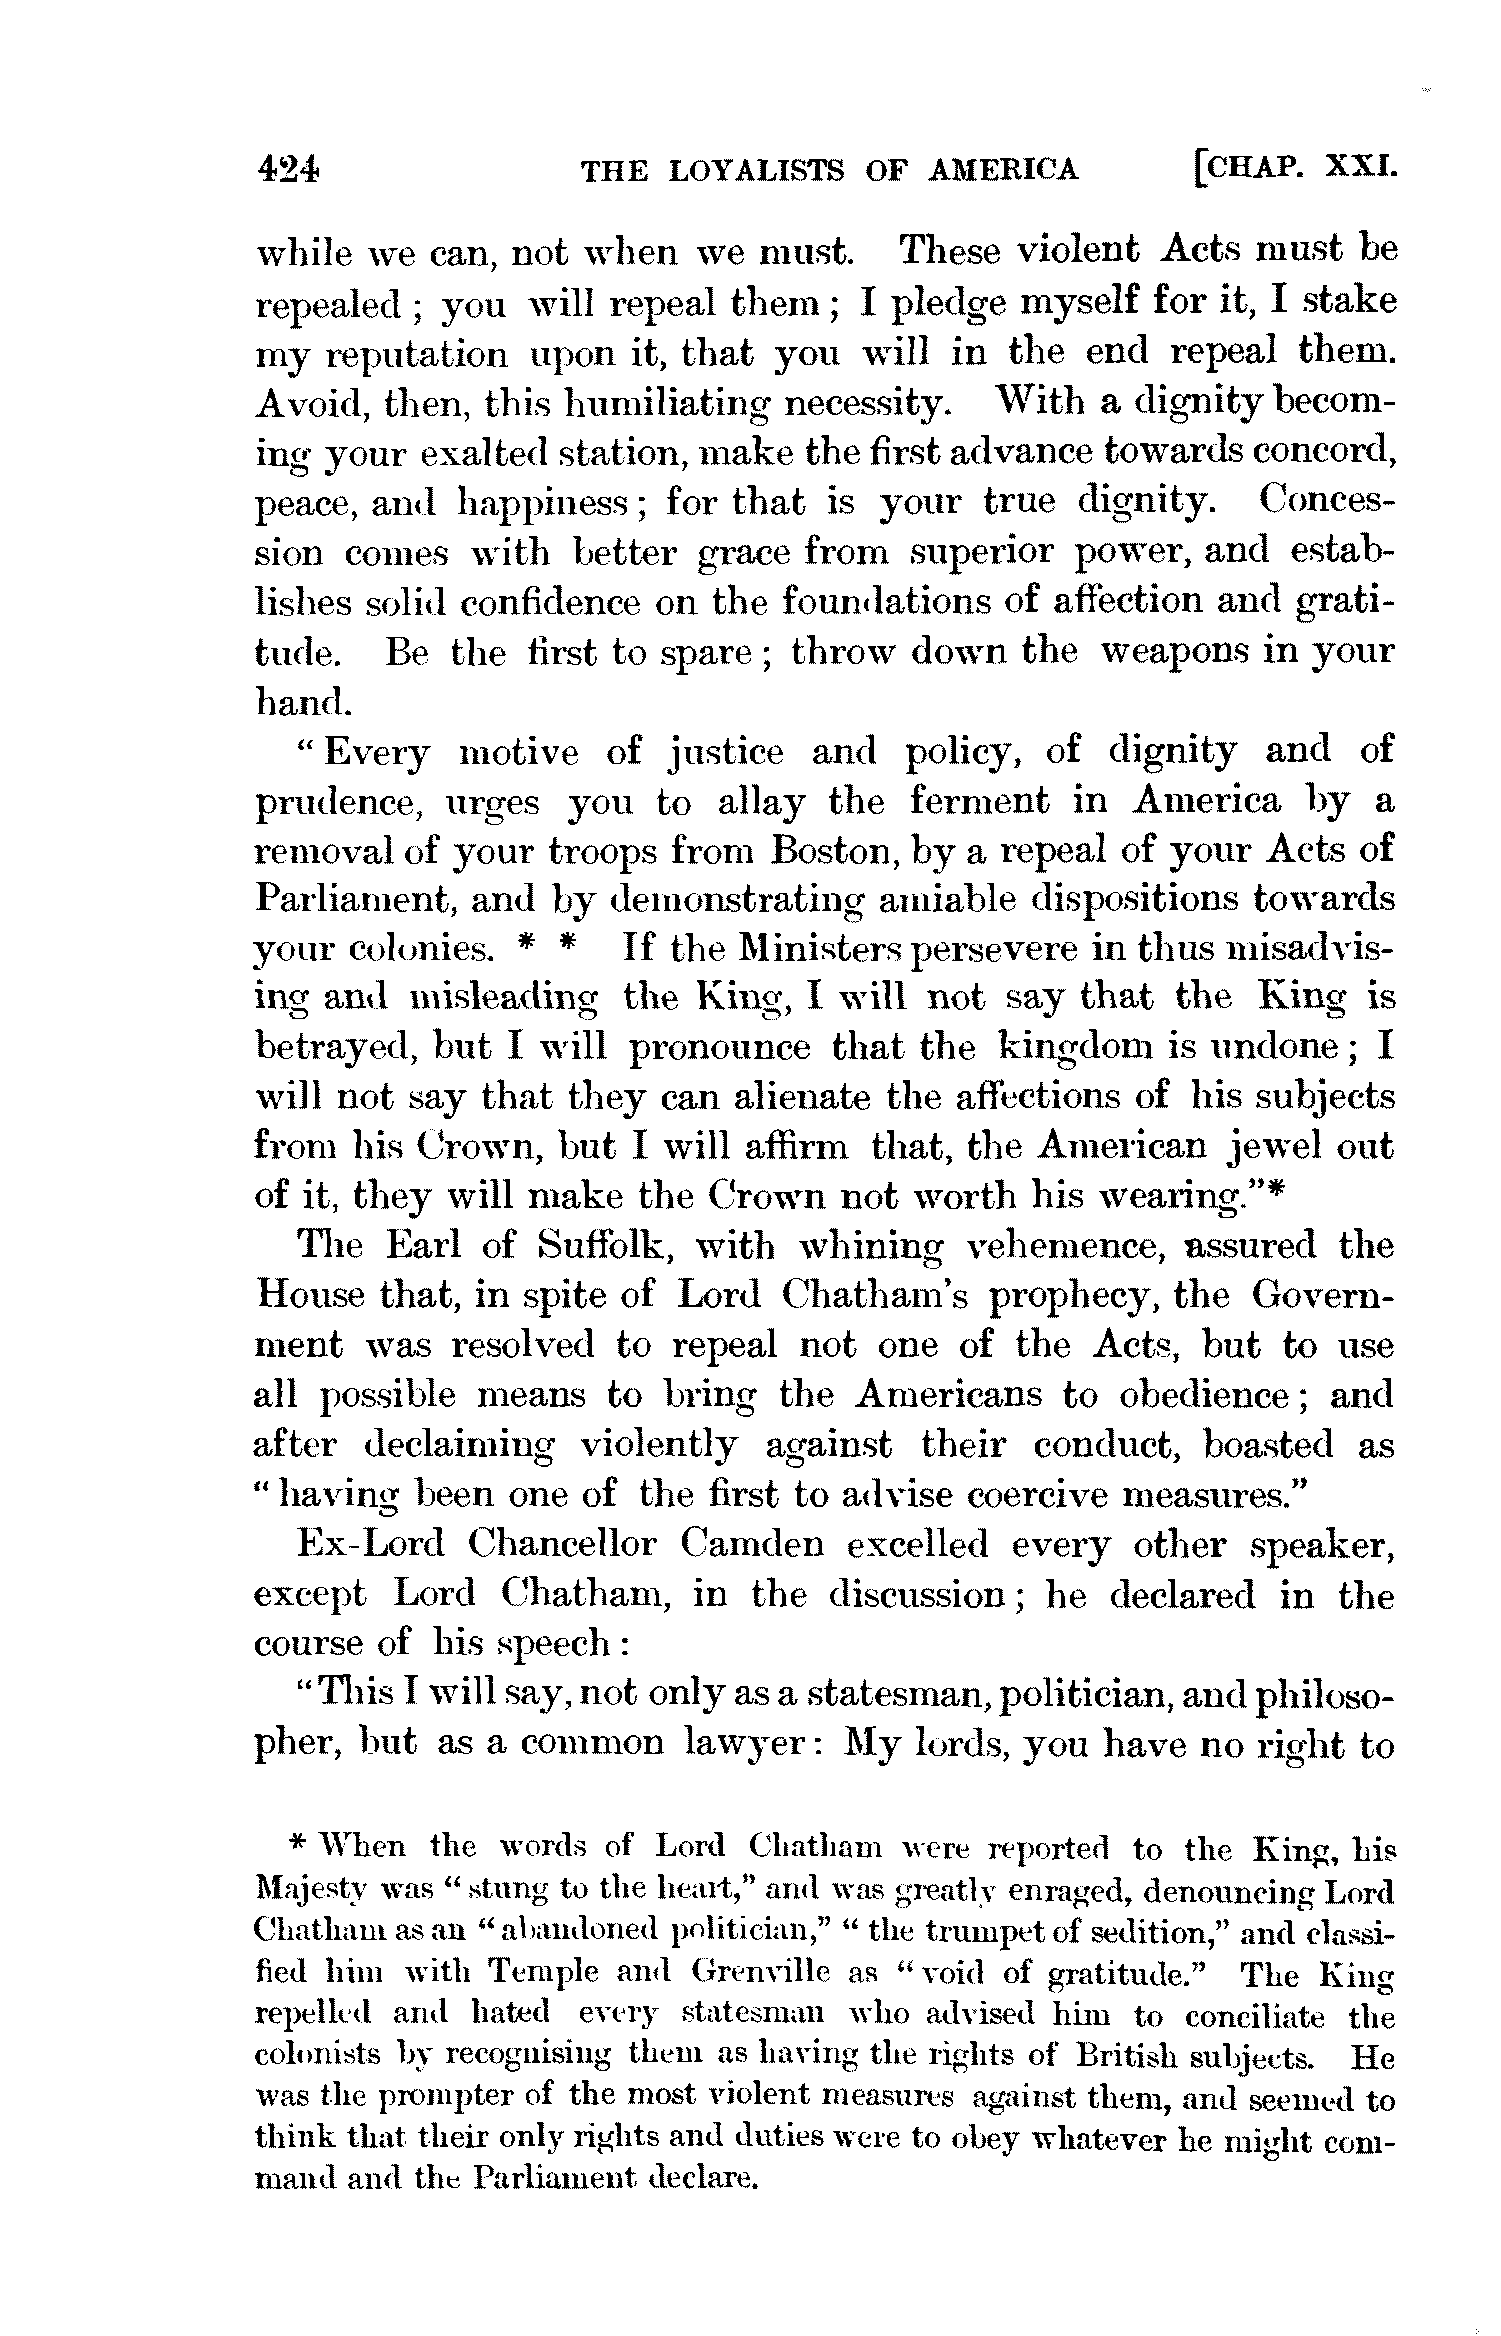 424 THE LOYALISTS OF AMERICA [CHAP. XXI.
while we can, not when we must. These violent Acts must be
repealed ; you will repeal them ; I pledge myself for it, I stake
my reputation upon it, that you will in the end repeal them.
Avoid, then, this humiliating necessity. With a dignity becom-
ing your exalted station, make the first advance towards concord,
peace, and happiness ; for that is your true dignity. Conces-
sion comes with better grace from superior power, and estab-
lishes solid confidence on the foundations of affection and grati-
tude. Be the first to spare ; throw down the weapons in your
hand.
" Every motive of justice and policy, of dignity and of
prudence, urges you to allay the ferment in America by a
removal of your troops from Boston, by a repeal of your Acts of
Parliament, and by demonstrating amiable dispositions towards
your colonies. * * If the Ministers persevere in thus misadvis-
ing and misleading the King, I will not say that the King is
betrayed, but I will pronounce that the kingdom is undone ; I
will not say that they can alienate the affections of his subjects
from his Crown, but I will affirm that, the American jewel out
of it, they will make the Crown not worth his wearing."*
The Earl of Suffolk, with whining vehemence, assured the
House that, in spite of Lord Chatham's prophecy, the Govern-
ment was resolved to repeal not one of the Acts, but to use
all possible means to bring the Americans to obedience ; and
after declaiming violently against their conduct, boasted as
" having been one of the first to advise coercive measures."
Ex-Lord Chancellor Camden excelled every other speaker,
except Lord Chatham, in the discussion ; he declared in the
course of his speech :
"This I will say, not only as a statesman, politician, and philoso-
pher, but as a common lawyer : My lords, you have no right to
* When the words of Lord Chatham were reported to the King, his
Majesty was " stung to the heart," and was greatly enraged, denouncing Lord
Chatham as an " abandoned politician," " the trumpet of sedition," and classi-
fied him with Temple and Grenville as " void of gratitude." The King
repelled and hated every statesman who advised him to conciliate the
colonists by recognising them as having the rights of British subjects. He
was the prompter of the most violent measures against them, and seemed to
think that their only rights and duties were to obey whatever he might com-
mand and the Parliament declare.